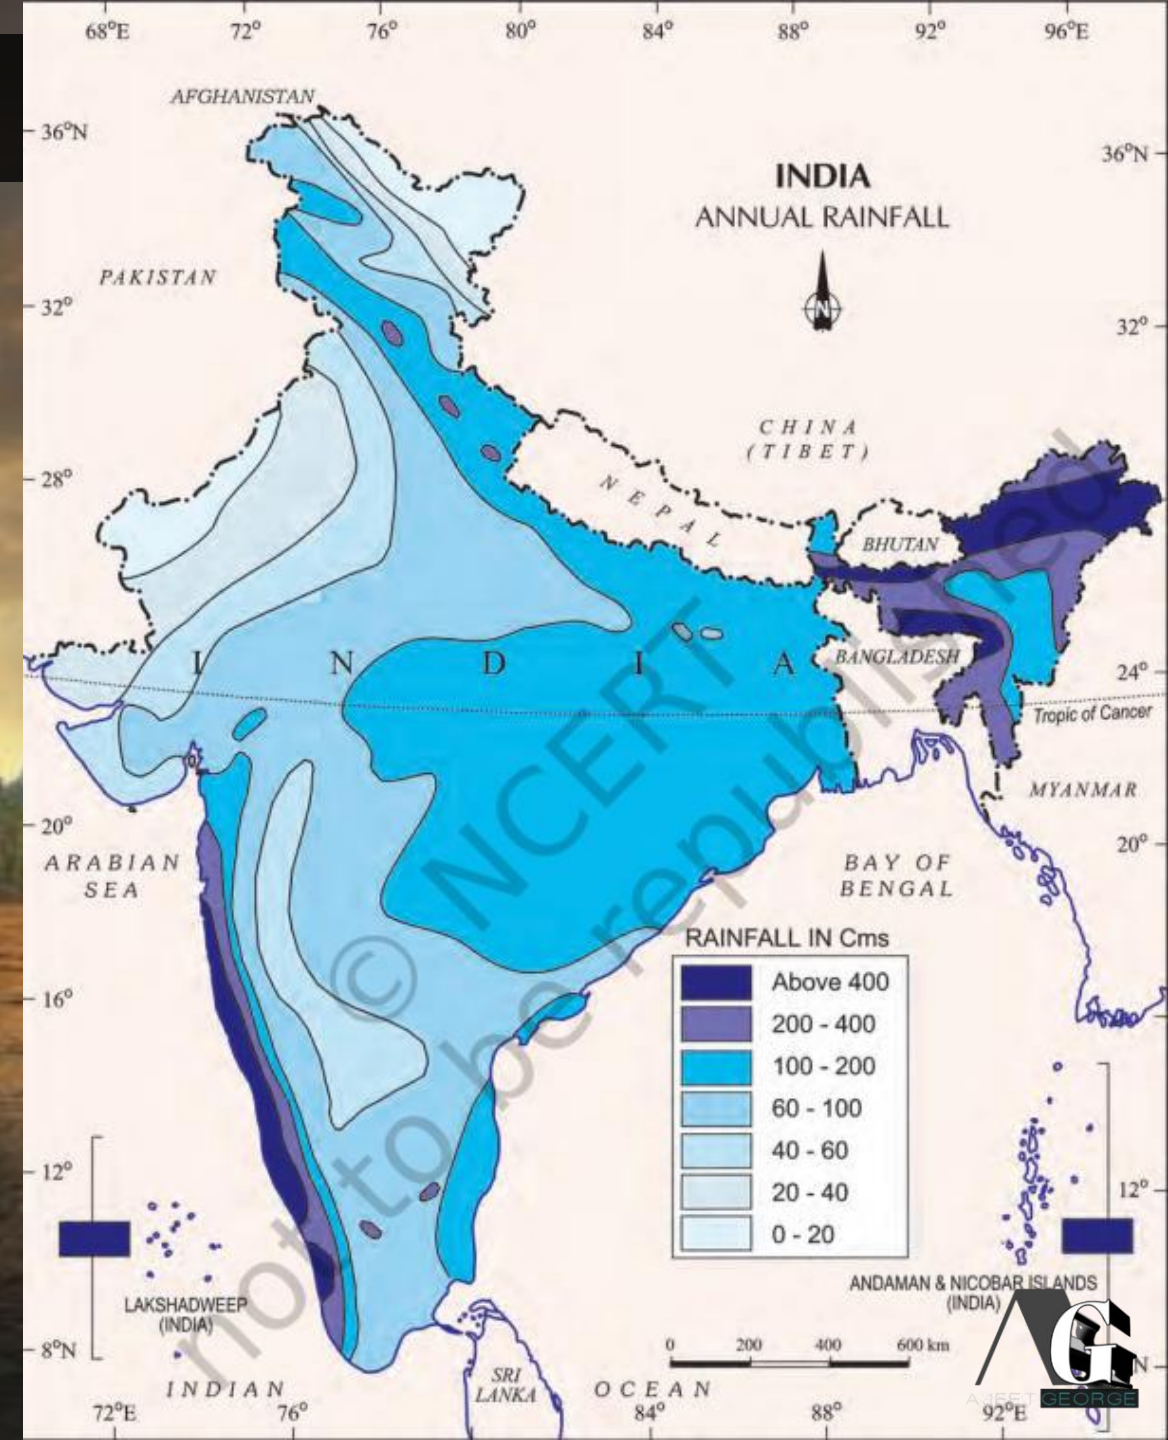 68°E 72° 76° 80° 84° 88° 92° 96°E
AFGHANISTAN
36°N
36°N
INDIA
ANNUAL RAINFALL
N
PAKISTAN
32°
32°
CHINA
(TIBET)
28°
NEPAL
BHUTAN
I N D I A
BANGLADESH
24°
Tropic of Cancer
MYANMAR
20°
20°
ARABIAN
SEA
BAY OF
BENGAL
© NCERT
not to be republished
RAINFALL IN Cms
Above 400
200 - 400
100 - 200
60 - 100
40 - 60
20 - 40
0 - 20
16°
12°
12°
LAKSHADWEEP
(INDIA)
ANDAMAN & NICOBAR ISLANDS
(INDIA)
8°N
N
0 200 400 600 km
SRI
LANKA
INDIAN OCEAN
AG
AJEET GEORGE
72°E 76° 84° 88° 92°E